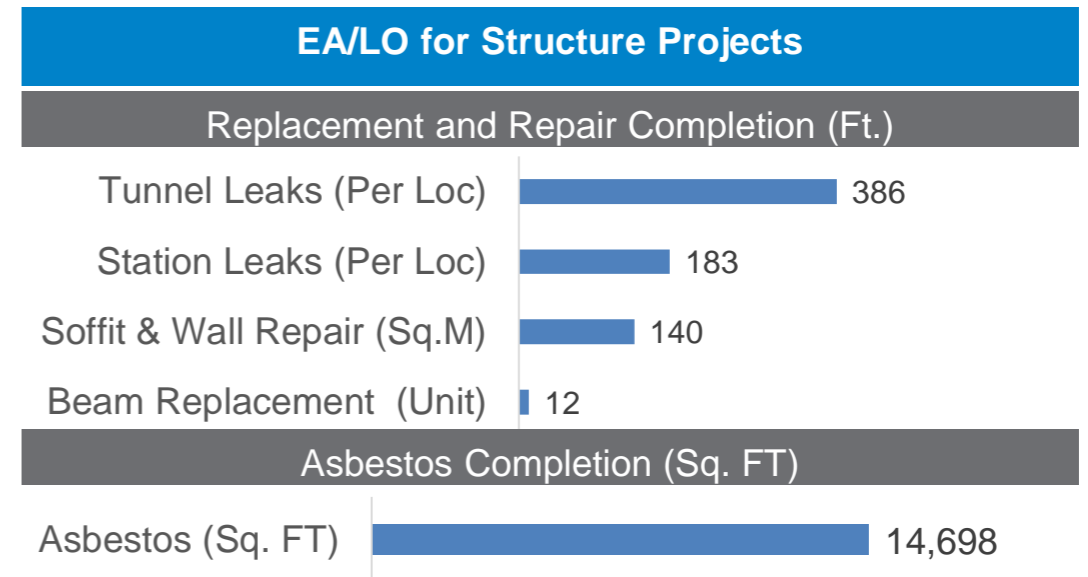 EA/LO for Structure Projects
Replacement and Repair Completion (Ft.)
Tunnel Leaks (Per Loc) 386
Station Leaks (Per Loc) 183
Soffit & Wall Repair (Sq.M) 140
Beam Replacement (Unit) 12
Asbestos Completion (Sq. FT)
Asbestos (Sq. FT) 14,698